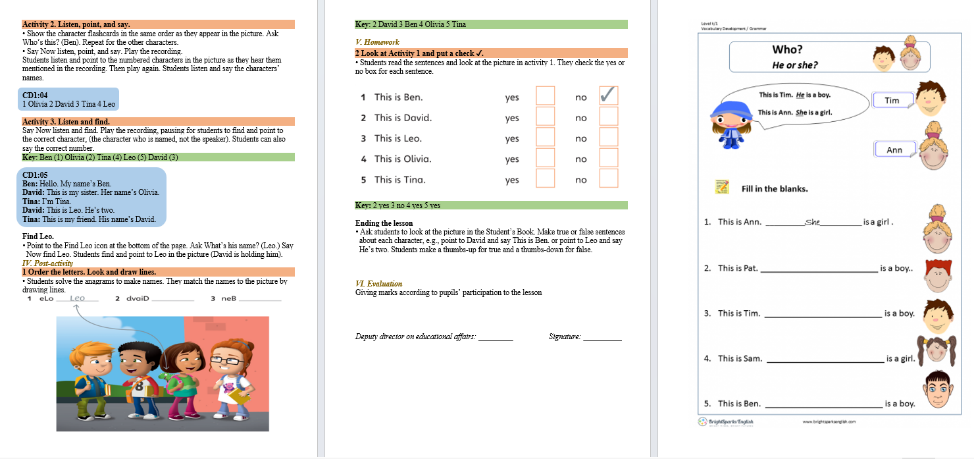 Activity 2. Listen, point, and say.
• Show the character flashcards in the same order as they appear in the picture. Ask
Who's this? (Ben). Repeat for the other characters.
• Say Now listen, point, and say. Play the recording.
Students listen and point to the numbered characters in the picture as they hear them
mentioned in the recording. Then play again. Students listen and say the characters'
names.
CD1:04
1 Olivia 2 David 3 Tina 4 Leo
Activity 3. Listen and find.
Say Now listen and find. Play the recording, pausing for students to find and point to
the correct character, (the character who is named, not the speaker). Students can also
say the correct number.
Key: Ben (1) Olivia (2) Tina (4) Leo (5) David (3)
CD1:05
Ben: Hello. My name's Ben.
David: This is my sister. Her name's Olivia.
Tina: I'm Tina.
David: This is Leo. He's two.
Tina: This is my friend. His name's David.
Find Leo.
• Point to the Find Leo icon at the bottom of the page. Ask What's his name? (Leo.) Say
Now find Leo. Students find and point to Leo in the picture (David is holding him).
IV. Post-activity
1 Order the letters. Look and draw lines.
• Students solve the anagrams to make names. They match the names to the picture by
drawing lines.
1 eLo Leo 2 dvaiD 3 neB
8
Key: 2 David 3 Ben 4 Olivia 5 Tina
V. Homework
2 Look at Activity 1 and put a check ✓.
• Students read the sentences and look at the picture in activity 1. They check the yes or
no box for each sentence.
1 This is Ben. yes no ✓
2 This is David. yes no
3 This is Leo. yes no
4 This is Olivia. yes no
5 This is Tina. yes no
Key: 2 yes 3 no 4 yes 5 yes
Ending the lesson
• Ask students to look at the picture in the Student's Book. Make true or false sentences
about each character, e.g., point to David and say This is Ben. or point to Leo and say
He's two. Students make a thumbs-up for true and a thumbs-down for false.
VI. Evaluation
Giving marks according to pupils' participation to the lesson
Deputy director on educational affairs: ________ Signature: ________
Vocabulary Development / Grammar
Who?
He or she?
This is Tim. He is a boy.
This is Ann. She is a girl.
Tim
Ann
Fill in the blanks.
1. This is Ann. ________She________ is a girl .
2. This is Pat. ________ is a boy..
3. This is Tim. ________ is a boy.
4. This is Sam. ________ is a girl.
5. This is Ben. ________ is a boy.
BrightSparks English
www.brightsparksenglish.com